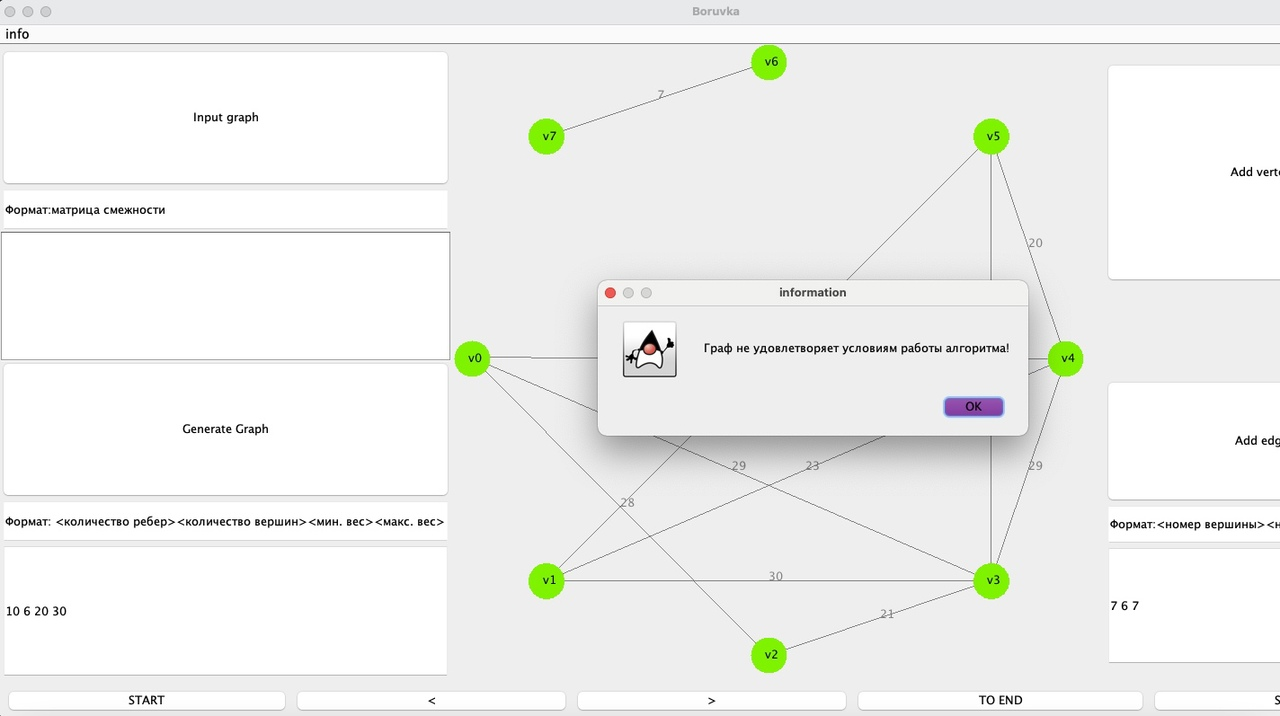 Boruvka
info
Input graph
Формат:матрица смежности
Generate Graph
Формат: <количество ребер><количество вершин><мин. вес><макс. вес>
10 6 20 30
v6
7
v7
v5
20
v0
v4
29
23
29
28
v1
30
v3
21
v2
information
Граф не удовлетворяет условиям работы алгоритма!
OK
Add
Add
Формат:<номер вершины>
7 6 7
START
<
>
TO END